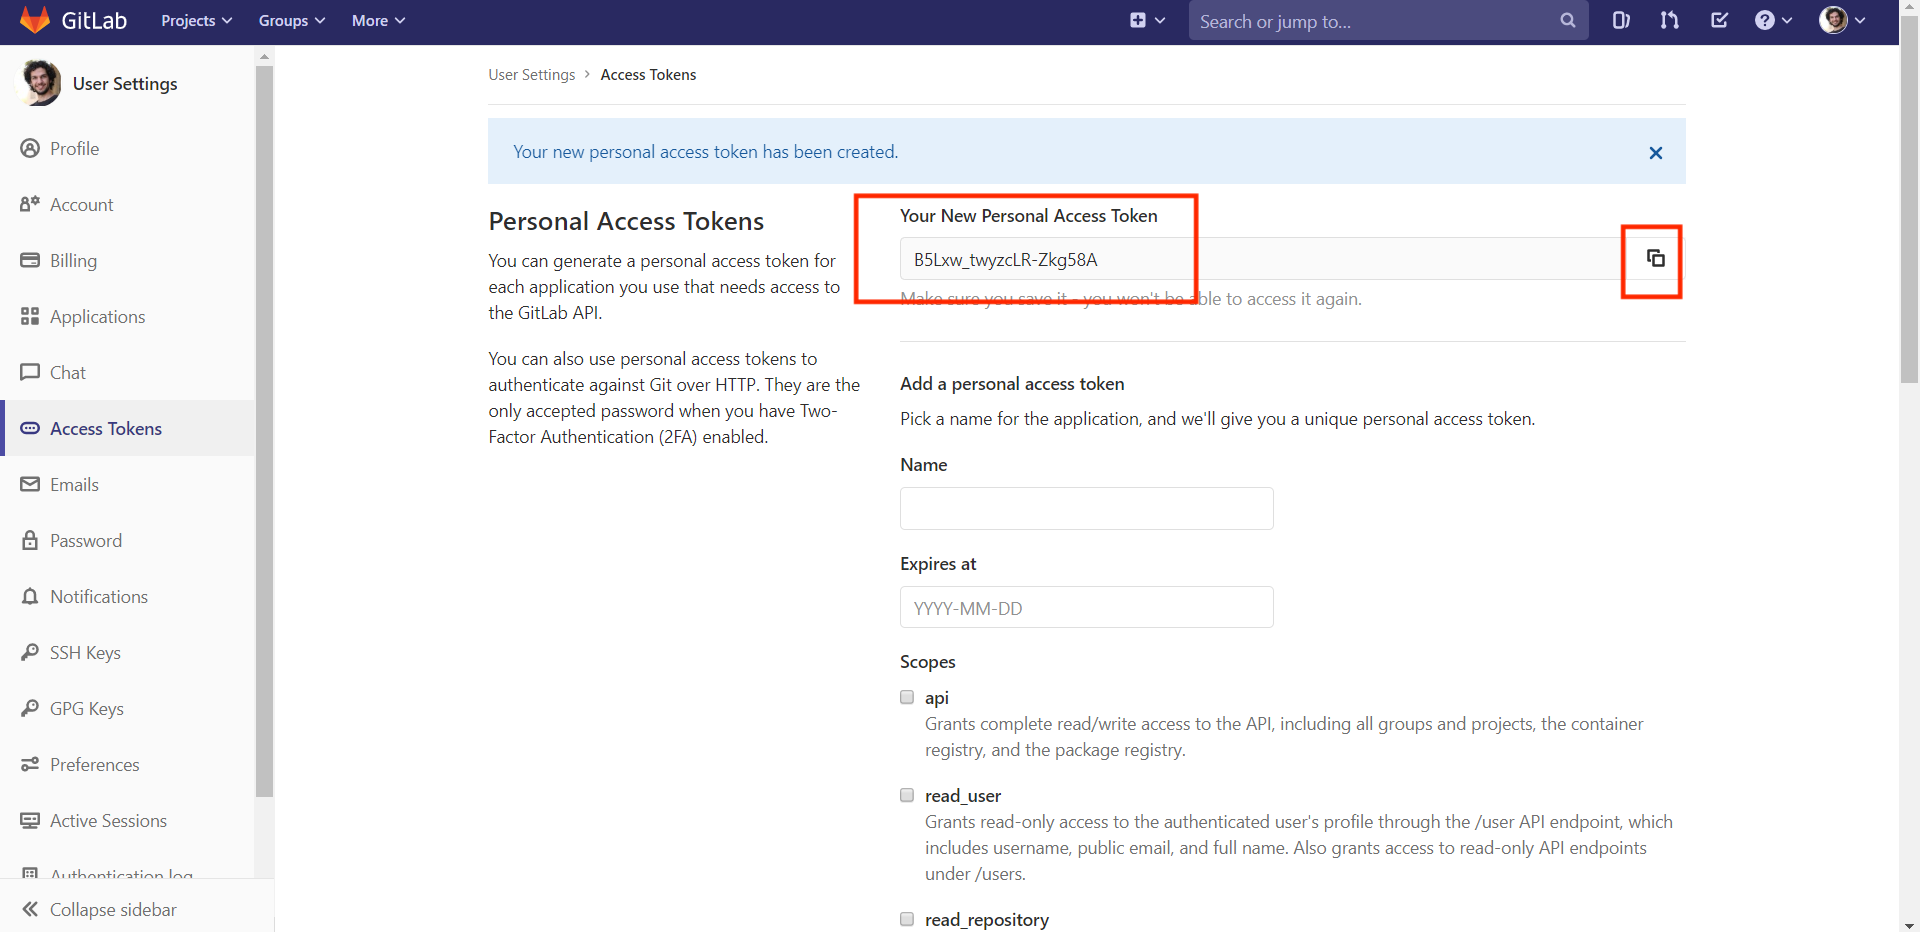 GitLab Projects Groups More Search or jump to...
User Settings
Profile
Account
Billing
Applications
Chat
Access Tokens
Emails
Password
Notifications
SSH Keys
GPG Keys
Preferences
Active Sessions
Authentication log
Collapse sidebar
User Settings > Access Tokens
Your new personal access token has been created.
Personal Access Tokens
You can generate a personal access token for
each application you use that needs access to
the GitLab API.
You can also use personal access tokens to
authenticate against Git over HTTP. They are the
only accepted password when you have Two-
Factor Authentication (2FA) enabled.
Your New Personal Access Token
B5Lxw_twyzcLR-Zkg58A
Make sure you save it - you won't be able to access it again.
Add a personal access token
Pick a name for the application, and we'll give you a unique personal access token.
Name
Expires at
YYYY-MM-DD
Scopes
api
Grants complete read/write access to the API, including all groups and projects, the container
registry, and the package registry.
read_user
Grants read-only access to the authenticated user's profile through the /user API endpoint, which
includes username, public email, and full name. Also grants access to read-only API endpoints
under /users.
read_repository